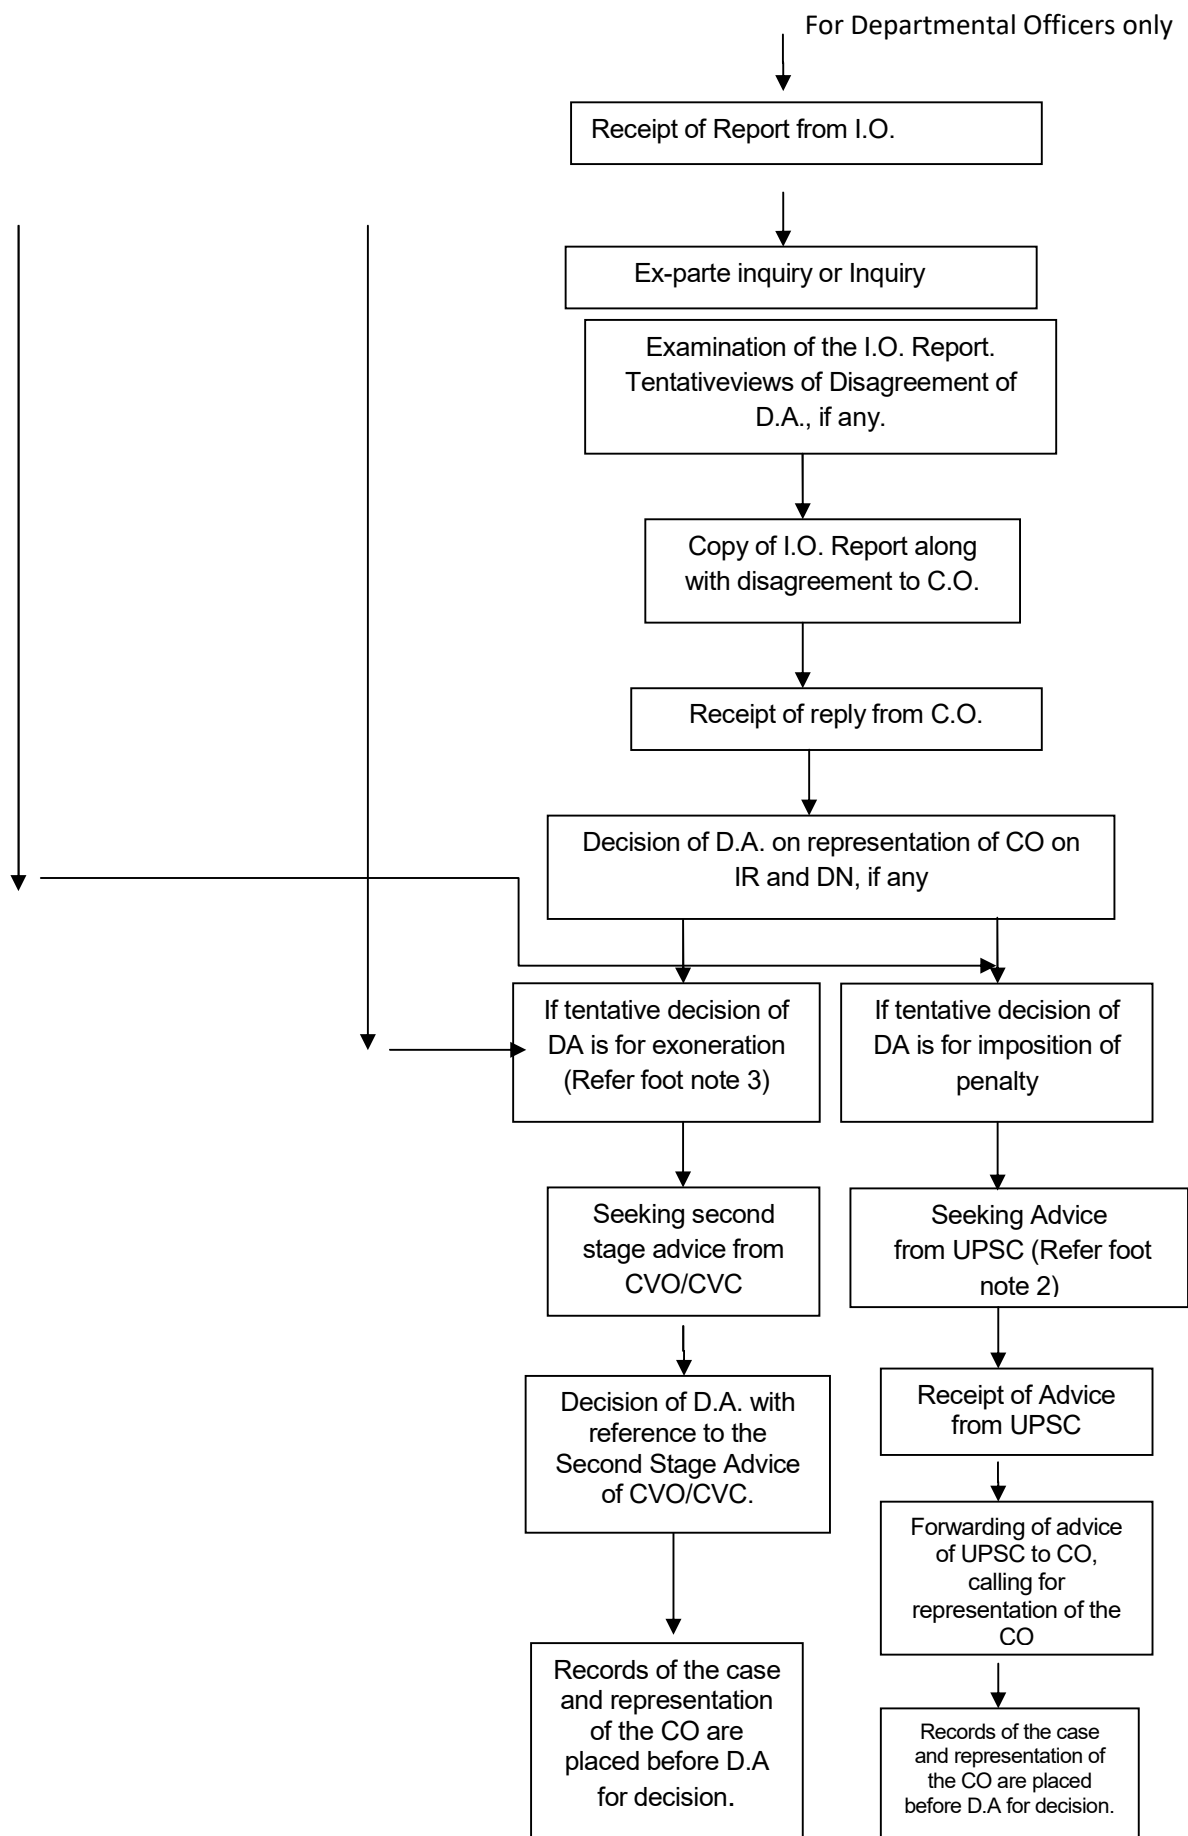 For Departmental Officers only
Receipt of Report from I.O.
Ex-parte inquiry or Inquiry
Examination of the I.O. Report.
Tentativeviews of Disagreement of
D.A., if any.
Copy of I.O. Report along
with disagreement to C.O.
Receipt of reply from C.O.
Decision of D.A. on representation of CO on
IR and DN, if any
If tentative decision of
DA is for exoneration
(Refer foot note 3)
If tentative decision of
DA is for imposition of
penalty
Seeking second
stage advice from
CVO/CVC
Seeking Advice
from UPSC (Refer foot
note 2)
Decision of D.A. with
reference to the
Second Stage Advice
of CVO/CVC.
Receipt of Advice
from UPSC
Forwarding of advice
of UPSC to CO,
calling for
representation of the
CO
Records of the case
and representation
of the CO are
placed before D.A
for decision.
Records of the case
and representation of
the CO are placed
before D.A for decision.